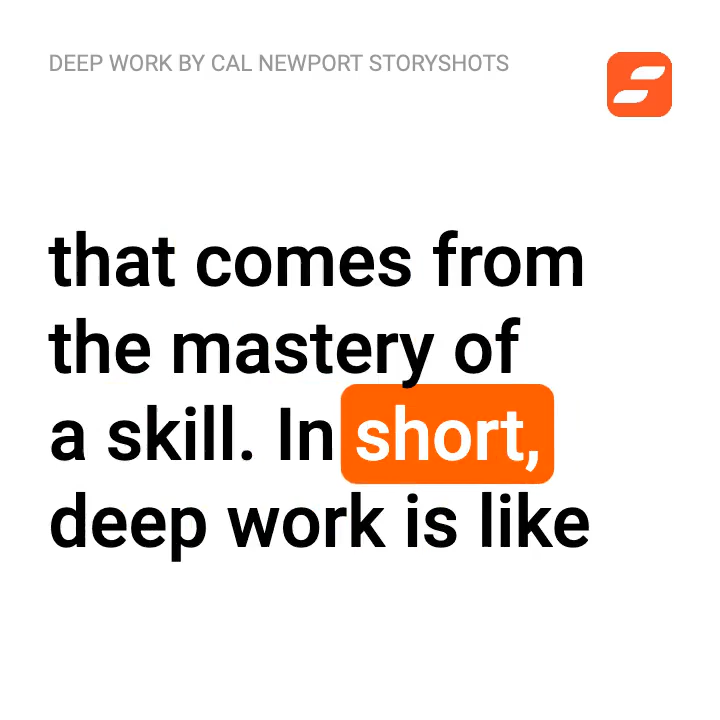 DEEP WORK BY CAL NEWPORT STORYSHOTS
that comes from
the mastery of
a skill. In short,
deep work is like